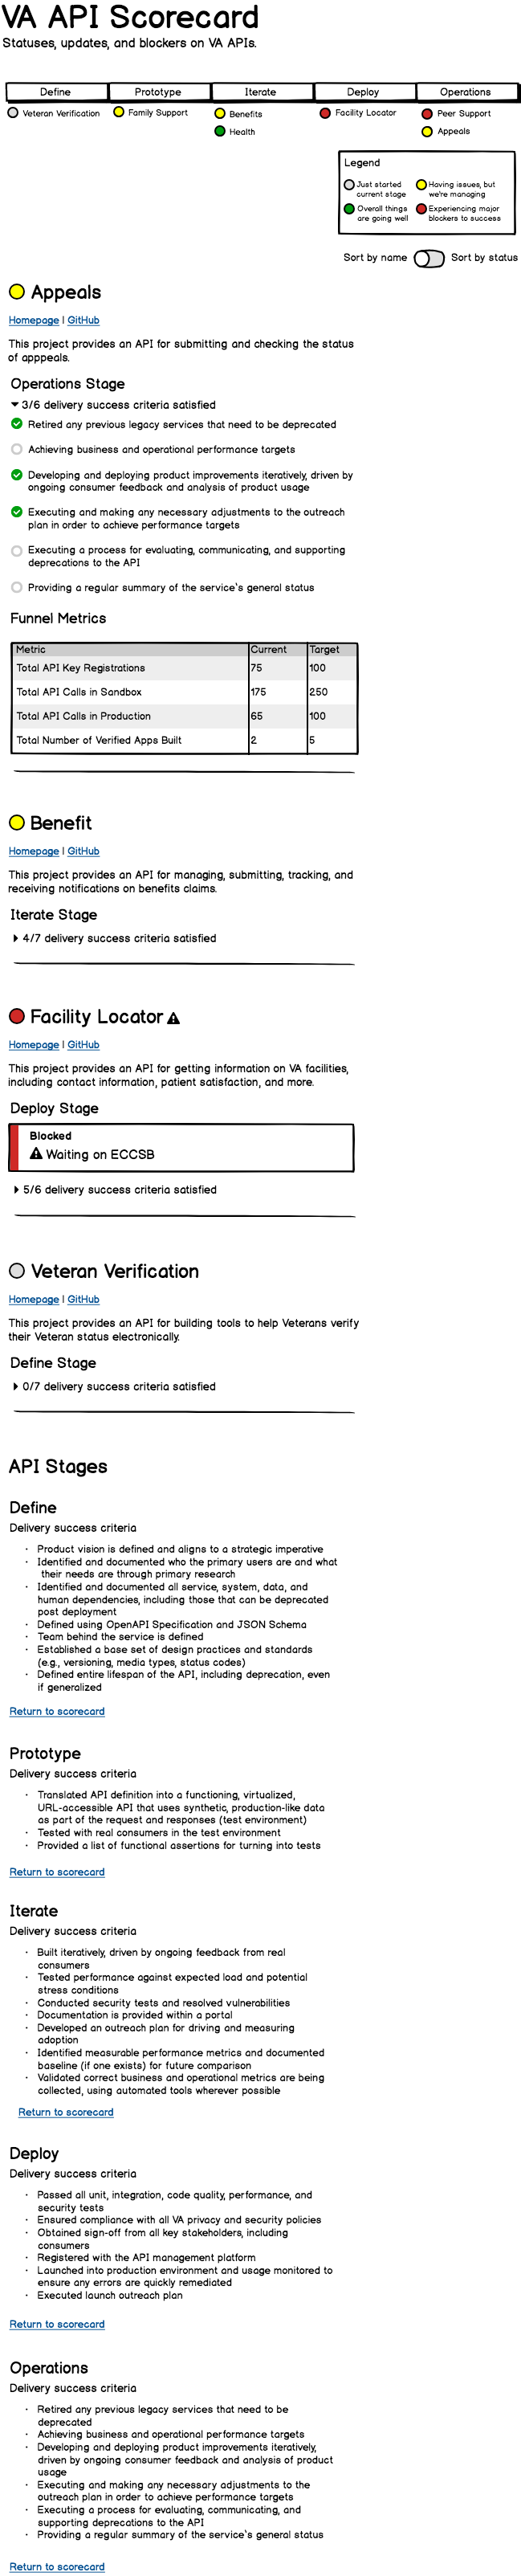 VA API Scorecard
Statuses, updates, and blockers on VA APIs.
Define Prototype Iterate Deploy Operations
Veteran Verification Family Support Benefits Facility Locator Peer Support
Health Appeals
Legend
Just started current stage
Having issues, but we're managing
Overall things are going well
Experiencing major blockers to success
Sort by name Sort by status
Appeals
Homepage | GitHub
This project provides an API for submitting and checking the status
of apppeals.
Operations Stage
3/6 delivery success criteria satisfied
Retired any previous legacy services that need to be deprecated
Achieving business and operational performance targets
Developing and deploying product improvements iteratively, driven by
ongoing consumer feedback and analysis of product usage
Executing and making any necessary adjustments to the outreach
plan in order to achieve performance targets
Executing a process for evaluating, communicating, and supporting
deprecations to the API
Providing a regular summary of the service's general status
Funnel Metrics
Metric Current Target
Total API Key Registrations 75 100
Total API Calls in Sandbox 175 250
Total API Calls in Production 65 100
Total Number of Verified Apps Built 2 5
Benefit
Homepage | GitHub
This project provides an API for managing, submitting, tracking, and
receiving notifications on benefits claims.
Iterate Stage
4/7 delivery success criteria satisfied
Facility Locator
Homepage | GitHub
This project provides an API for getting information on VA facilities,
including contact information, patient satisfaction, and more.
Deploy Stage
Blocked
Waiting on ECCSB
5/6 delivery success criteria satisfied
Veteran Verification
Homepage | GitHub
This project provides an API for building tools to help Veterans verify
their Veteran status electronically.
Define Stage
0/7 delivery success criteria satisfied
API Stages
Define
Delivery success criteria
· Product vision is defined and aligns to a strategic imperative
· Identified and documented who the primary users are and what
their needs are through primary research
· Identified and documented all service, system, data, and
human dependencies, including those that can be deprecated
post deployment
· Defined using OpenAPI Specification and JSON Schema
· Team behind the service is defined
· Established a base set of design practices and standards
(e.g., versioning, media types, status codes)
· Defined entire lifespan of the API, including deprecation, even
if generalized
Return to scorecard
Prototype
Delivery success criteria
· Translated API definition into a functioning, virtualized,
URL-accessible API that uses synthetic, production-like data
as part of the request and responses (test environment)
· Tested with real consumers in the test environment
· Provided a list of functional assertions for turning into tests
Return to scorecard
Iterate
Delivery success criteria
· Built iteratively, driven by ongoing feedback from real
consumers
· Tested performance against expected load and potential
stress conditions
· Conducted security tests and resolved vulnerabilities
· Documentation is provided within a portal
· Developed an outreach plan for driving and measuring
adoption
· Identified measurable performance metrics and documented
baseline (if one exists) for future comparison
· Validated correct business and operational metrics are being
collected, using automated tools wherever possible
Return to scorecard
Deploy
Delivery success criteria
· Passed all unit, integration, code quality, performance, and
security tests
· Ensured compliance with all VA privacy and security policies
· Obtained sign-off from all key stakeholders, including
consumers
· Registered with the API management platform
· Launched into production environment and usage monitored to
ensure any errors are quickly remediated
· Executed launch outreach plan
Return to scorecard
Operations
Delivery success criteria
· Retired any previous legacy services that need to be
deprecated
· Achieving business and operational performance targets
· Developing and deploying product improvements iteratively,
driven by ongoing consumer feedback and analysis of product
usage
· Executing and making any necessary adjustments to the
outreach plan in order to achieve performance targets
· Executing a process for evaluating, communicating, and
supporting deprecations to the API
· Providing a regular summary of the service's general status
Return to scorecard